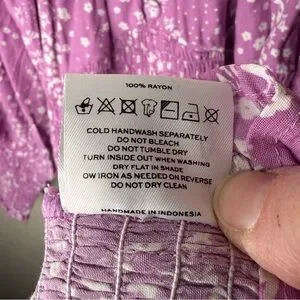 100% RAYON
COLD HANDWASH SEPARATELY
DO NOT BLEACH
DO NOT TUMBLE DRY
TURN INSIDE OUT WHEN WASHING
DRY FLAT IN SHADE
OW IRON AS NEEDED ON REVERSE
DO NOT DRY CLEAN
HANDMADE IN INDONESIA